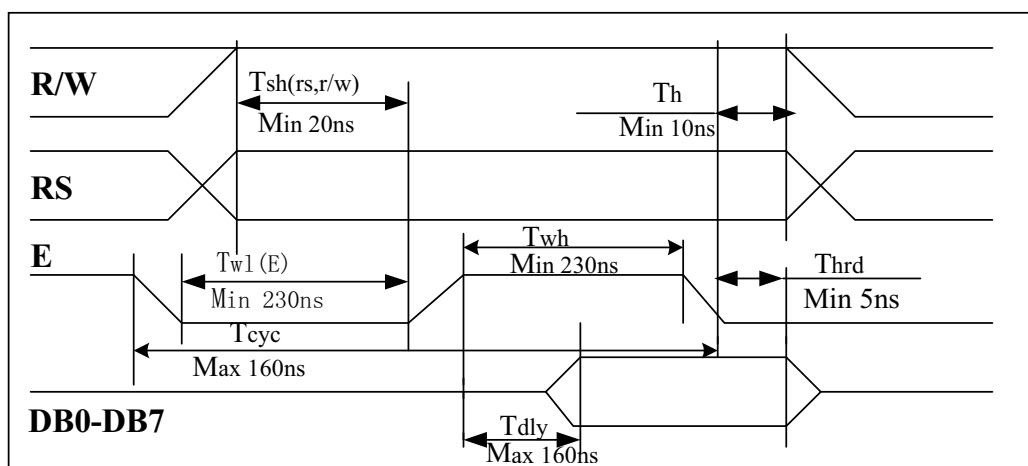 R/W
Tsh(rs,r/w)
Min 20ns
Th
Min 10ns
RS
E
Twl(E)
Min 230ns
Twh
Min 230ns
Thrd
Min 5ns
Tcyc
Max 160ns
DB0-DB7
Tdly
Max 160ns